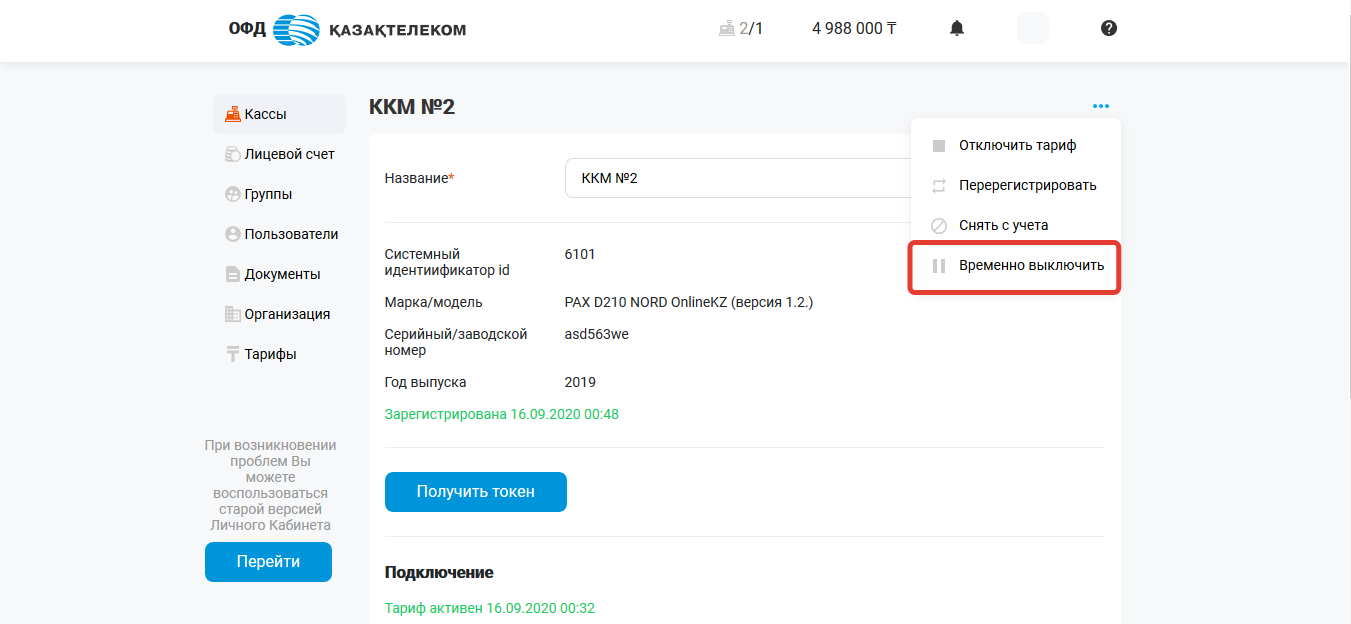 ОФД ҚАЗАҚТЕЛЕКОМ
2/1
4 988 000 ₸
Кассы
Лицевой счет
Группы
Пользователи
Документы
Организация
Тарифы
При возникновении
проблем Вы
можете
воспользоваться
старой версией
Личного Кабинета
Перейти
ККМ №2
Название*
ККМ №2
Системный
идентиификатор id
6101
Марка/модель
PAX D210 NORD OnlineKZ (версия 1.2.)
Серийный/заводской
номер
asd563we
Год выпуска
2019
Зарегистрирована 16.09.2020 00:48
Получить токен
Подключение
Тариф активен 16.09.2020 00:32
Отключить тариф
Перерегистрировать
Снять с учета
Временно выключить